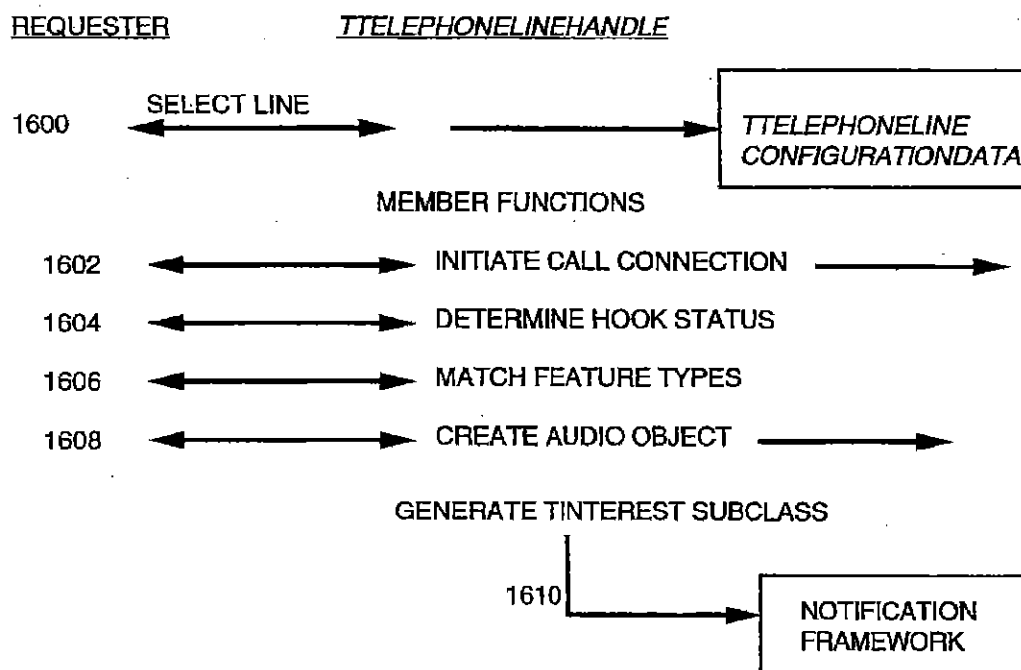 REQUESTER TTELEPHONELINEHANDLE
1600 SELECT LINE
TTELEPHONELINE
CONFIGURATIONDATA
MEMBER FUNCTIONS
1602 INITIATE CALL CONNECTION
1604 DETERMINE HOOK STATUS
1606 MATCH FEATURE TYPES
1608 CREATE AUDIO OBJECT
GENERATE TINTEREST SUBCLASS
1610
NOTIFICATION
FRAMEWORK